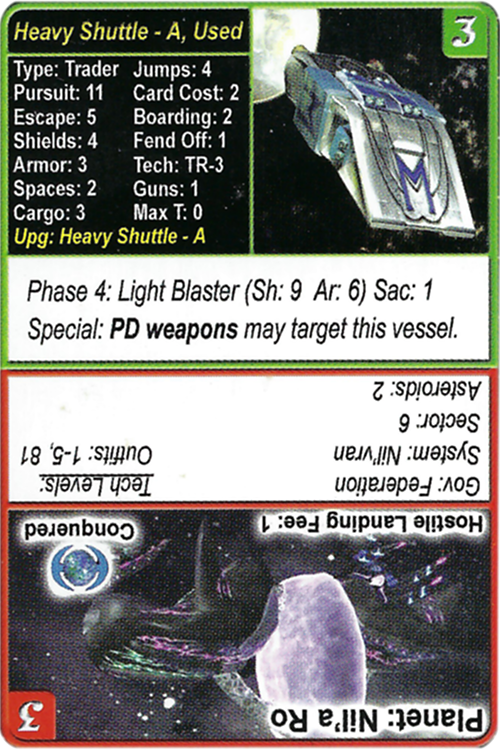 Heavy Shuttle - A, Used
3
Type: Trader Jumps: 4
Pursuit: 11 Card Cost: 2
Escape: 5 Boarding: 2
Shields: 4 Fend Off: 1
Armor: 3 Tech: TR-3
Spaces: 2 Guns: 1
Cargo: 3 Max T: 0
Upg: Heavy Shuttle - A
Phase 4: Light Blaster (Sh: 9 Ar: 6) Sac: 1
Special: PD weapons may target this vessel.
Planet: Nil'a Ro
3
Hostile Landing Fee: 1
Conquered
Gov: Federation
Tech Levels:
System: Nil'vran
Outfits: 1-5, 81
Sector: 6
Asteroids: 2